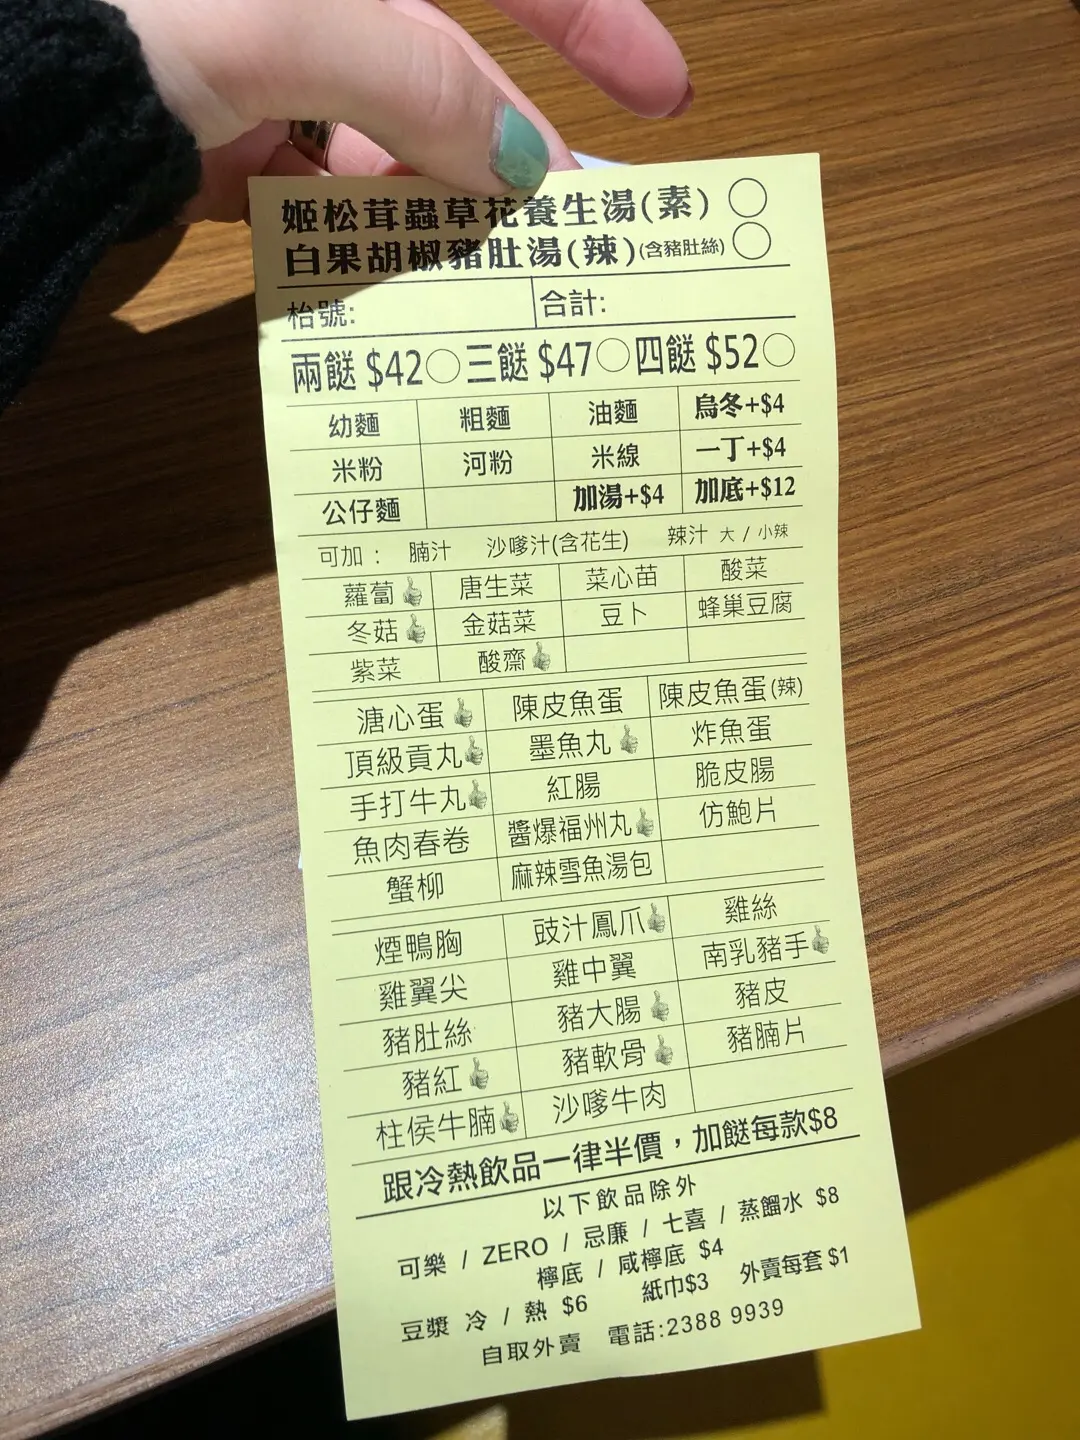 姬松茸蟲草花養生湯(素)
白果胡椒豬肚湯(辣)(含豬肚絲)
枱號: 合計:
兩餸 $42 三餸 $47 四餸 $52
幼麵 粗麵 油麵 烏冬+$4
米粉 河粉 米線 一丁+$4
公仔麵 加湯+$4 加底+$12
可加： 腩汁 沙嗲汁(含花生) 辣汁 大 / 小辣
蘿蔔 唐生菜 菜心苗 酸菜
冬菇 金菇菜 豆卜 蜂巢豆腐
紫菜 酸齋
溏心蛋 陳皮魚蛋 陳皮魚蛋(辣)
頂級貢丸 墨魚丸 炸魚蛋
手打牛丸 紅腸 脆皮腸
魚肉春卷 醬爆福州丸 仿鮑片
蟹柳 麻辣雪魚湯包
煙鴨胸 豉汁鳳爪 雞絲
雞翼尖 雞中翼 南乳豬手
豬肚絲 豬大腸 豬皮
豬紅 豬軟骨 豬腩片
柱侯牛腩 沙嗲牛肉
跟冷熱飲品一律半價，加餸每款$8
以下飲品除外
可樂 / ZERO / 忌廉 / 七喜 / 蒸餾水 $8
檸底 / 咸檸底 $4
豆漿 冷 / 熱 $6 紙巾$3 外賣每套$1
自取外賣 電話:2388 9939